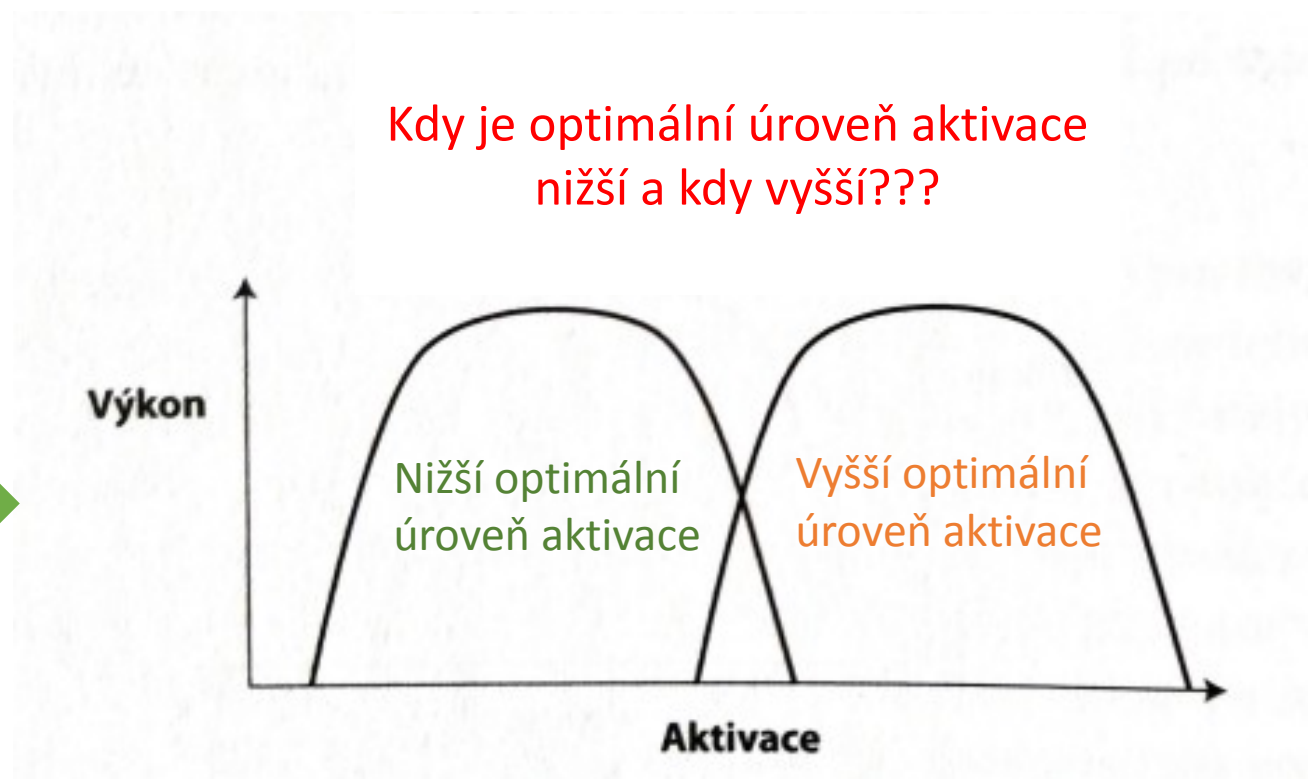 Kdy je optimální úroveň aktivace
nižší a kdy vyšší???
Výkon
Nižší optimální
úroveň aktivace
Vyšší optimální
úroveň aktivace
Aktivace